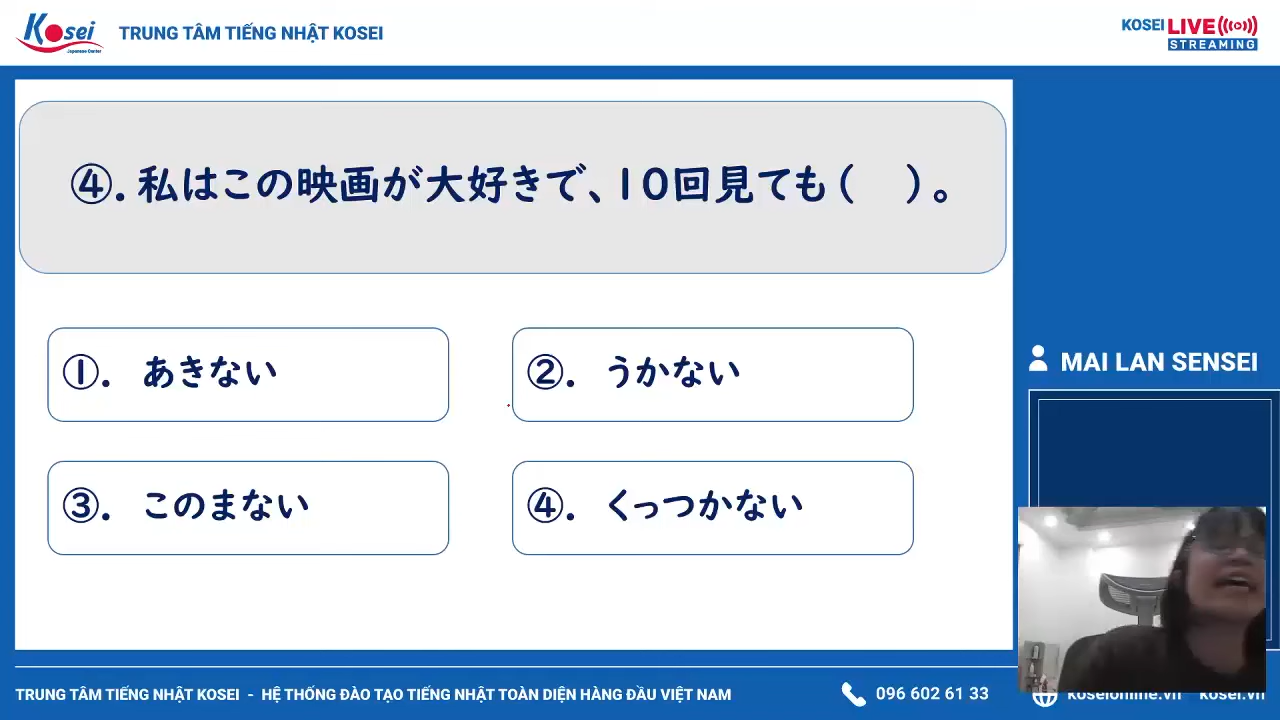 Kosei
Japanese Center
TRUNG TÂM TIẾNG NHẬT KOSEI
KOSEI LIVE
STREAMING
④. 私はこの映画が大好きで、10回見ても( )。
①. あきない
②. うかない
③. このまない
④. くっつかない
MAI LAN SENSEI
TRUNG TÂM TIẾNG NHẬT KOSEI - HỆ THỐNG ĐÀO TẠO TIẾNG NHẬT TOÀN DIỆN HÀNG ĐẦU VIỆT NAM
096 602 61 33
koseionline.vn
kosei.vn